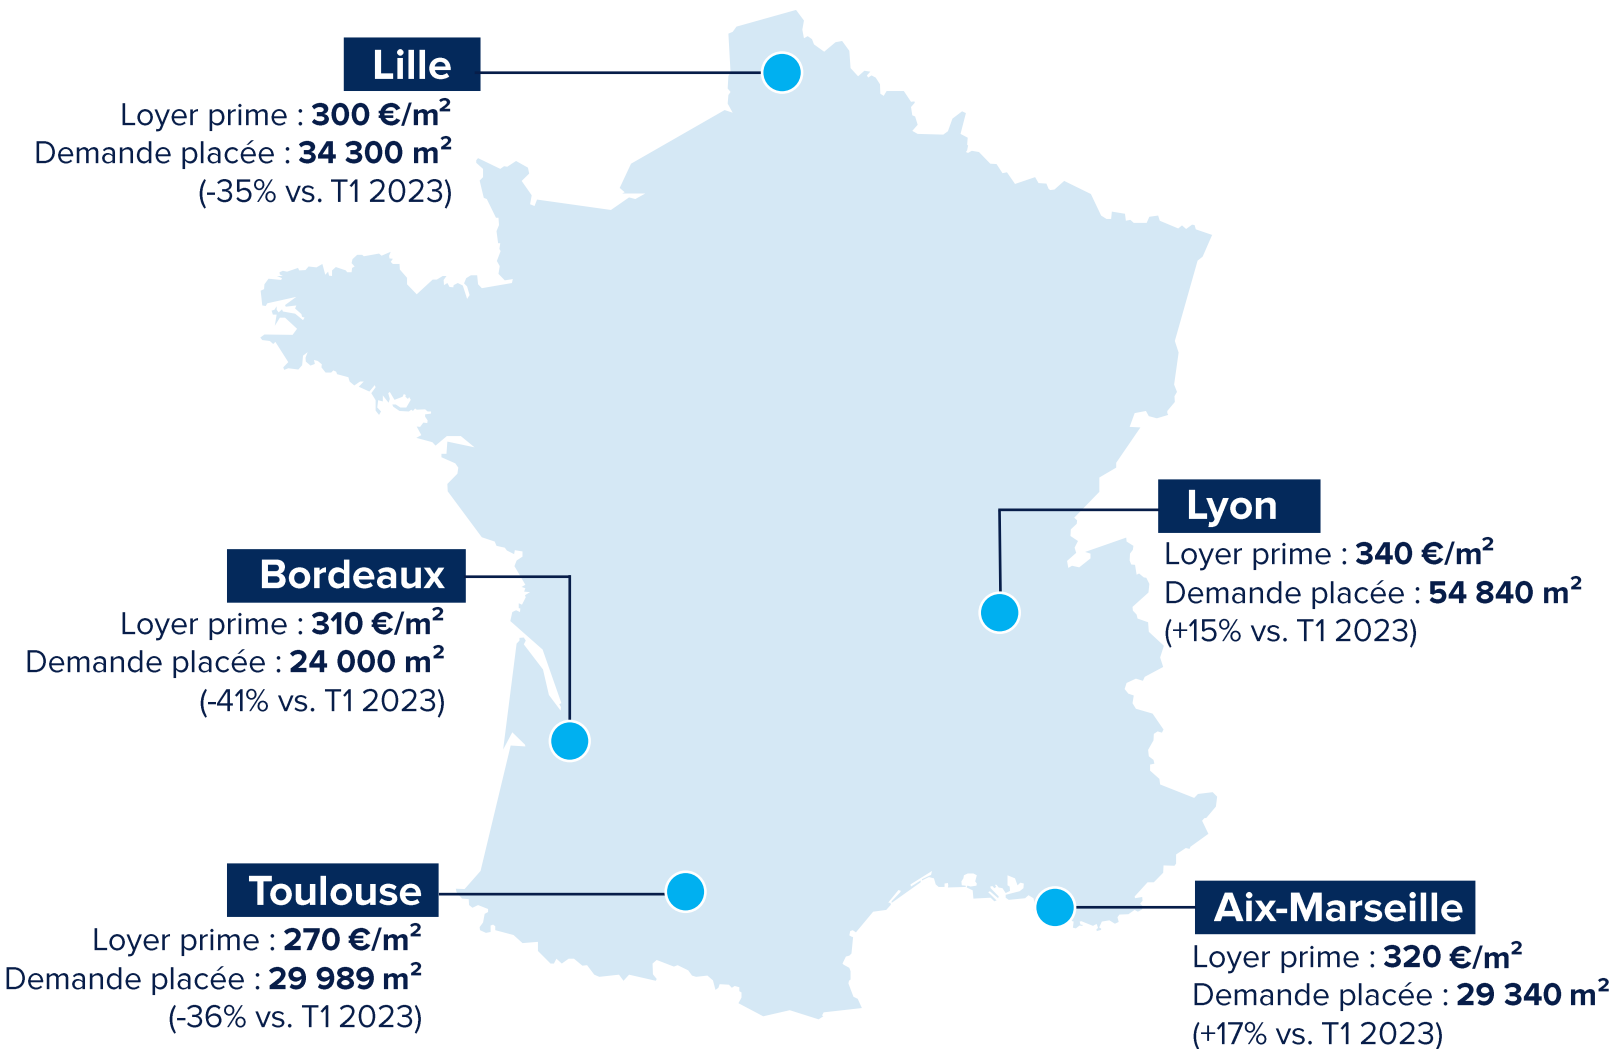 Lille
Loyer prime : 300 €/m²
Demande placée : 34 300 m²
(-35% vs. T1 2023)
Lyon
Loyer prime : 340 €/m²
Demande placée : 54 840 m²
(+15% vs. T1 2023)
Bordeaux
Loyer prime : 310 €/m²
Demande placée : 24 000 m²
(-41% vs. T1 2023)
Toulouse
Loyer prime : 270 €/m²
Demande placée : 29 989 m²
(-36% vs. T1 2023)
Aix-Marseille
Loyer prime : 320 €/m²
Demande placée : 29 340 m²
(+17% vs. T1 2023)